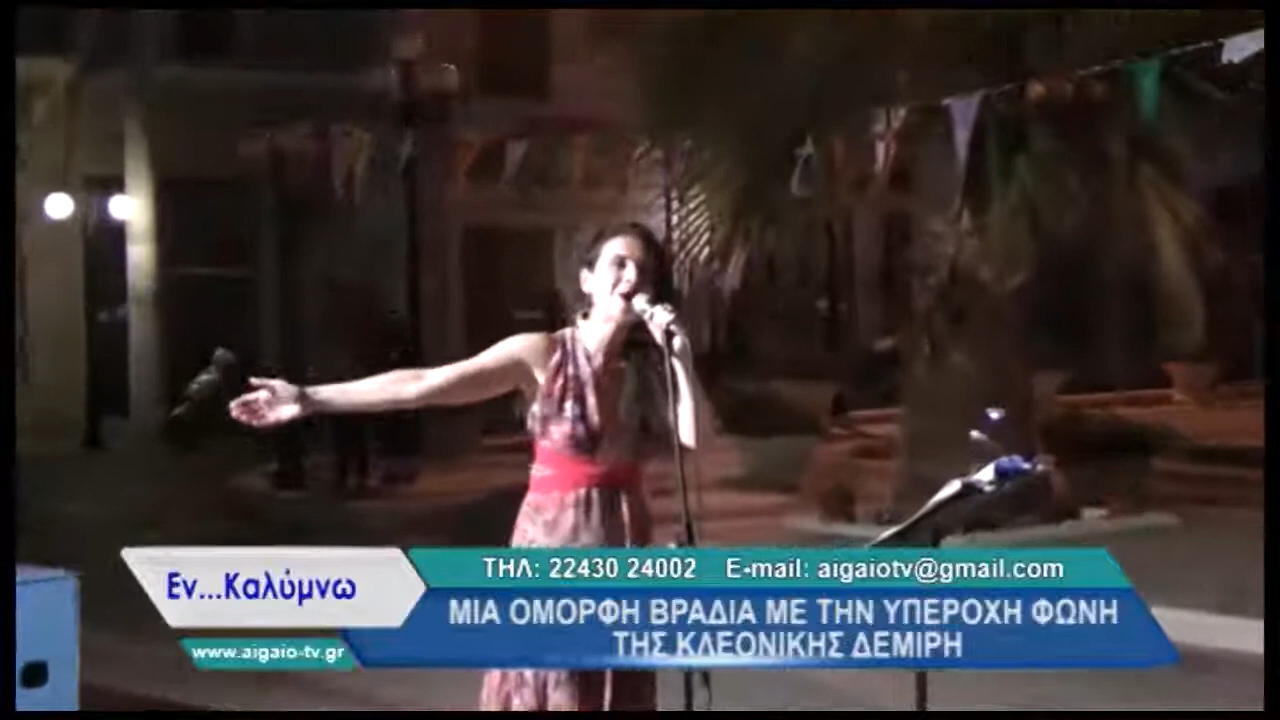 ΤΗΛ: 22430 24002 E-mail: aigaiotv@gmail.com
Εν...Καλύμνω
ΜΙΑ ΟΜΟΡΦΗ ΒΡΑΔΙΑ ΜΕ ΤΗΝ ΥΠΕΡΟΧΗ ΦΩΝΗ
ΤΗΣ ΚΛΕΟΝΙΚΗΣ ΔΕΜΙΡΗ
www.aigaio-tv.gr